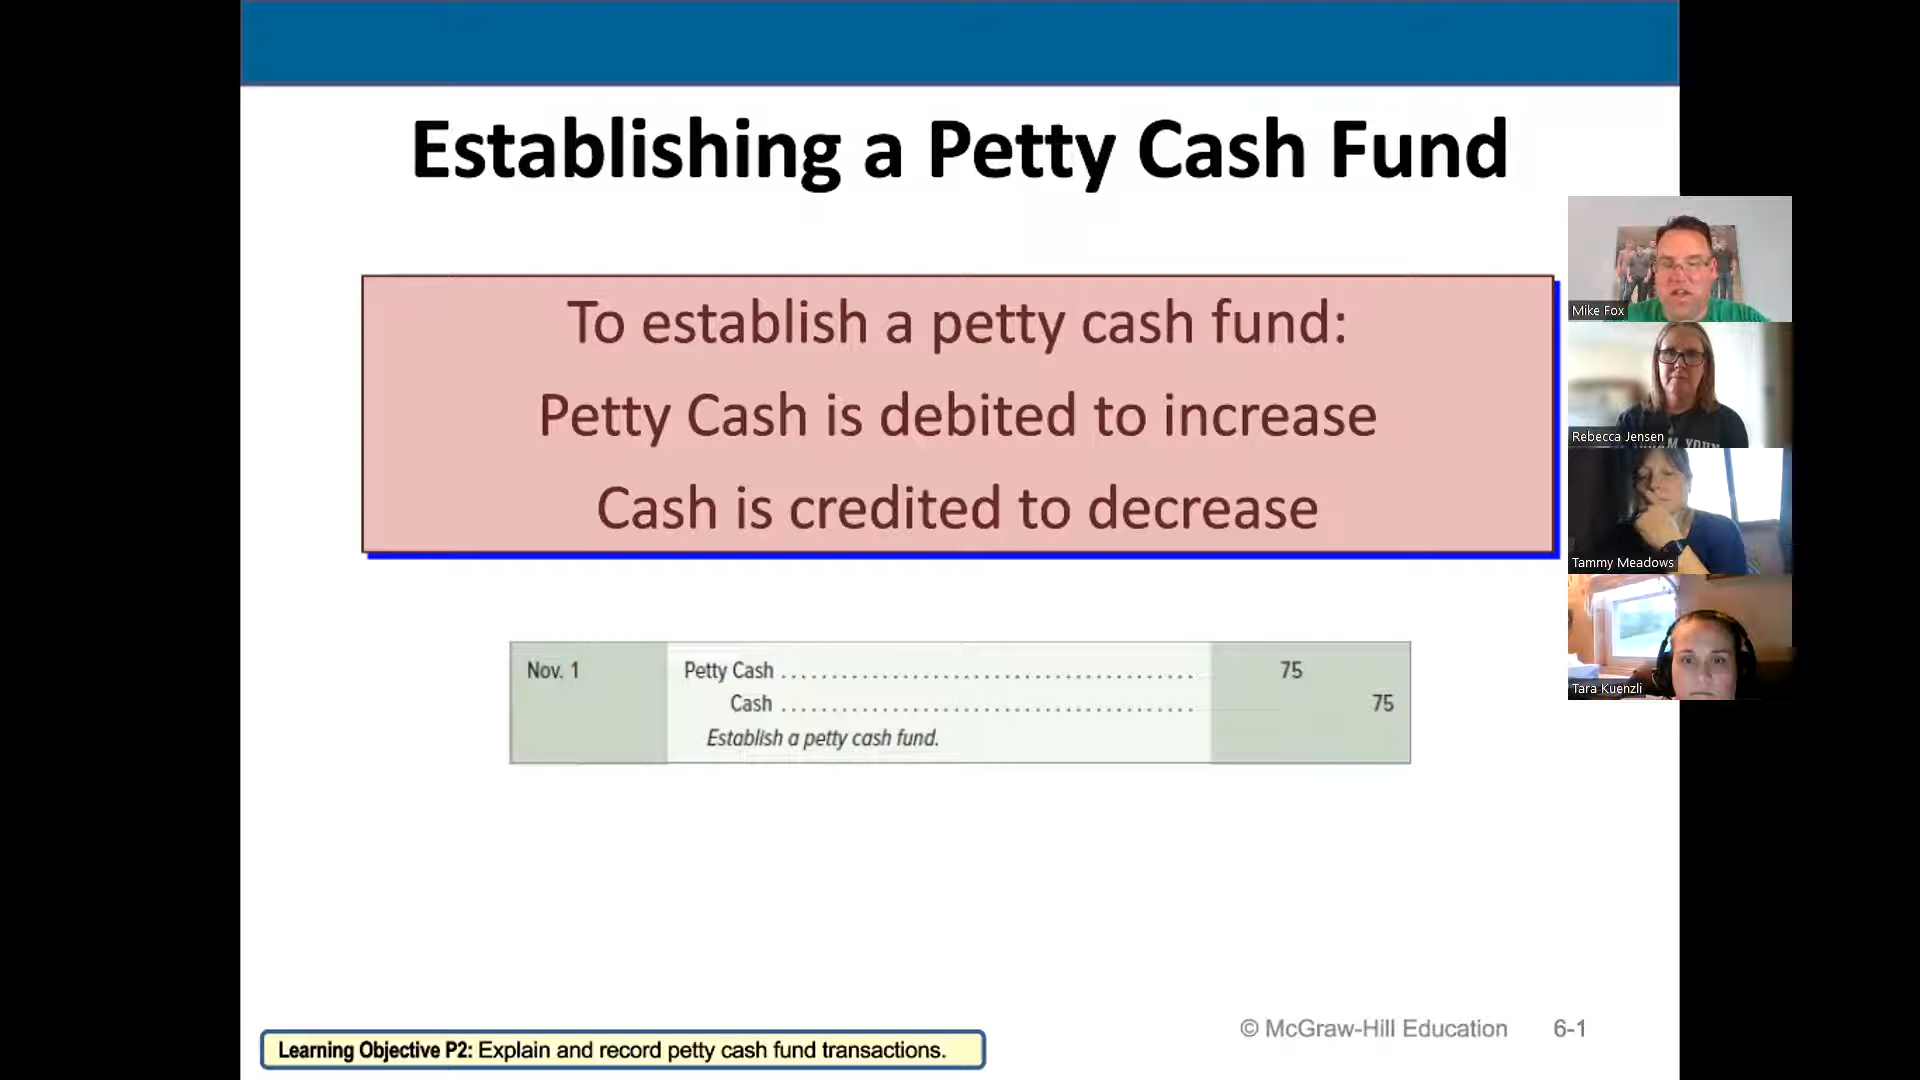 Establishing a Petty Cash Fund
To establish a petty cash fund:
Petty Cash is debited to increase
Cash is credited to decrease
Mike Fox
Rebecca Jensen
Tammy Meadows
Tara Kuenzli
Nov. 1 Petty Cash ........................................ 75
Cash ........................................ 75
Establish a petty cash fund.
© McGraw-Hill Education 6-1
Learning Objective P2: Explain and record petty cash fund transactions.